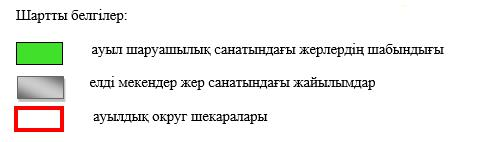 Шартты белгілер:
ауыл шаруашылық санатындағы жерлердің шабындығы
елді мекендер жер санатындағы жайылымдар
ауылдық округ шекаралары